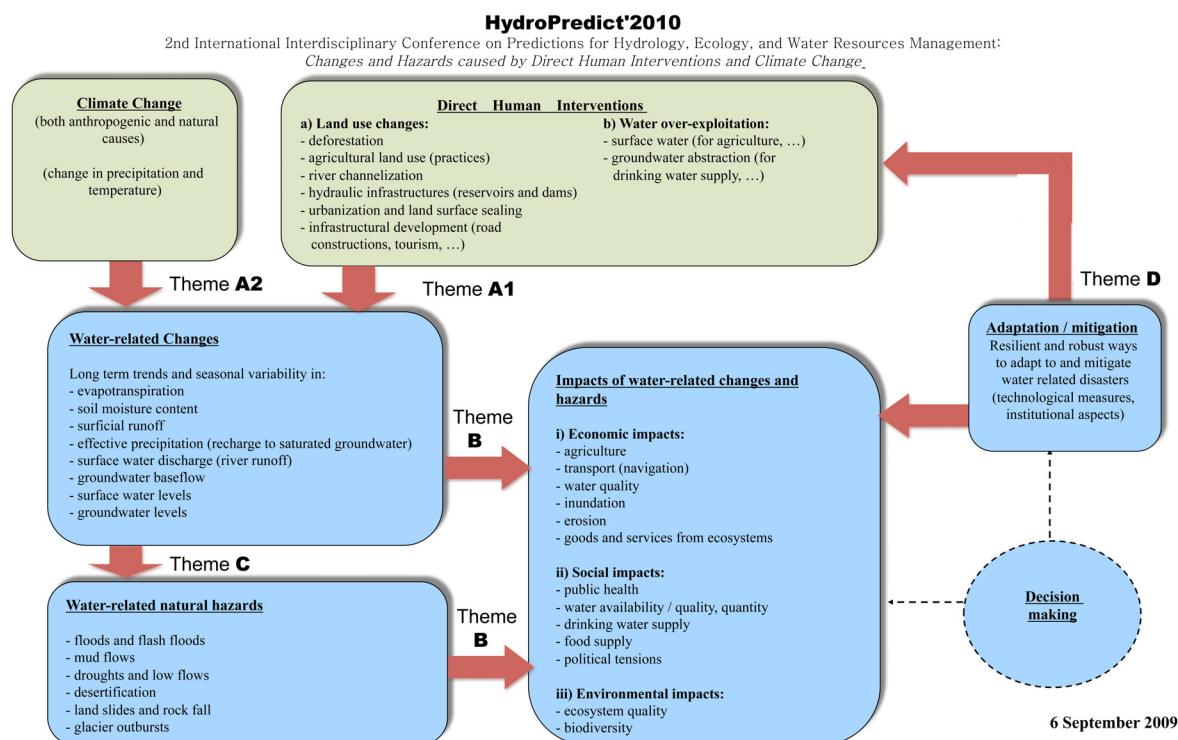 HydroPredict'2010
2nd International Interdisciplinary Conference on Predictions for Hydrology, Ecology, and Water Resources Management:
Changes and Hazards caused by Direct Human Interventions and Climate Change
Climate Change
(both anthropogenic and natural
causes)
(change in precipitation and
temperature)
Direct Human Interventions
a) Land use changes:
- deforestation
- agricultural land use (practices)
- river channelization
- hydraulic infrastructures (reservoirs and dams)
- urbanization and land surface sealing
- infrastructural development (road
constructions, tourism, …)
b) Water over-exploitation:
- surface water (for agriculture, …)
- groundwater abstraction (for
drinking water supply, …)
Theme A2
Theme A1
Theme D
Water-related Changes
Long term trends and seasonal variability in:
- evapotranspiration
- soil moisture content
- surficial runoff
- effective precipitation (recharge to saturated groundwater)
- surface water discharge (river runoff)
- groundwater baseflow
- surface water levels
- groundwater levels
Theme
B
Impacts of water-related changes and
hazards
i) Economic impacts:
- agriculture
- transport (navigation)
- water quality
- inundation
- erosion
- goods and services from ecosystems
ii) Social impacts:
- public health
- water availability / quality, quantity
- drinking water supply
- food supply
- political tensions
iii) Environmental impacts:
- ecosystem quality
- biodiversity
Adaptation / mitigation
Resilient and robust ways
to adapt to and mitigate
water related disasters
(technological measures,
institutional aspects)
Theme C
Water-related natural hazards
- floods and flash floods
- mud flows
- droughts and low flows
- desertification
- land slides and rock fall
- glacier outbursts
Theme
B
Decision
making
6 September 2009